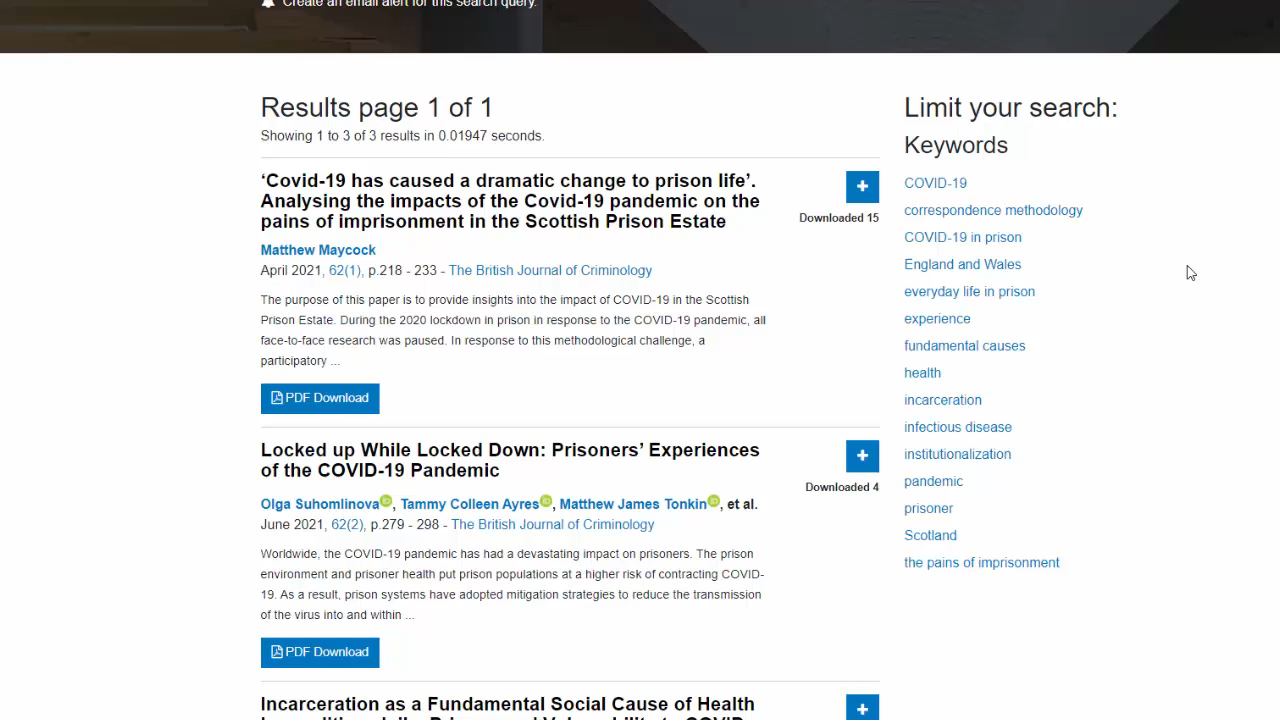 Create an email alert for this search query.
Results page 1 of 1
Showing 1 to 3 of 3 results in 0.01947 seconds.
‘Covid-19 has caused a dramatic change to prison life’.
Analysing the impacts of the Covid-19 pandemic on the
pains of imprisonment in the Scottish Prison Estate
Downloaded 15
Matthew Maycock
April 2021, 62(1), p.218 - 233 - The British Journal of Criminology
The purpose of this paper is to provide insights into the impact of COVID-19 in the Scottish
Prison Estate. During the 2020 lockdown in prison in response to the COVID-19 pandemic, all
face-to-face research was paused. In response to this methodological challenge, a
participatory ...
PDF Download
Locked up While Locked Down: Prisoners’ Experiences
of the COVID-19 Pandemic
Downloaded 4
Olga Suhomlinova, Tammy Colleen Ayres, Matthew James Tonkin, et al.
June 2021, 62(2), p.279 - 298 - The British Journal of Criminology
Worldwide, the COVID-19 pandemic has had a devastating impact on prisoners. The prison
environment and prisoner health put prison populations at a higher risk of contracting COVID-
19. As a result, prison systems have adopted mitigation strategies to reduce the transmission
of the virus into and within ...
PDF Download
Incarceration as a Fundamental Social Cause of Health
Limit your search:
Keywords
COVID-19
correspondence methodology
COVID-19 in prison
England and Wales
everyday life in prison
experience
fundamental causes
health
incarceration
infectious disease
institutionalization
pandemic
prisoner
Scotland
the pains of imprisonment